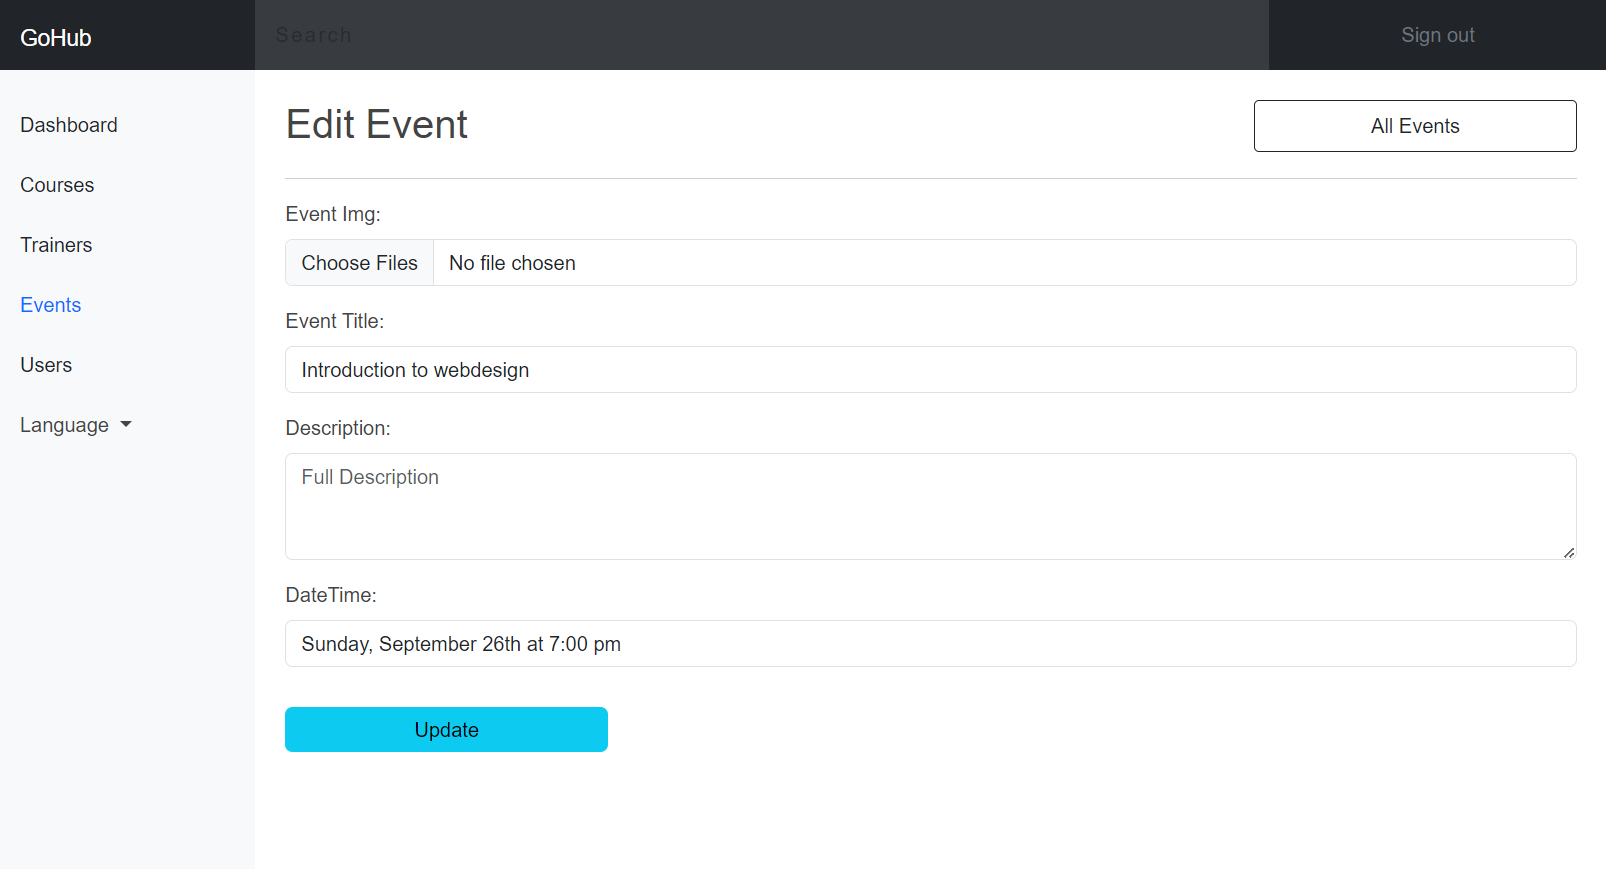 GoHub
Search
Sign out
Dashboard
Courses
Trainers
Events
Users
Language
Edit Event
All Events
Event Img:
Choose Files No file chosen
Event Title:
Introduction to webdesign
Description:
Full Description
DateTime:
Sunday, September 26th at 7:00 pm
Update